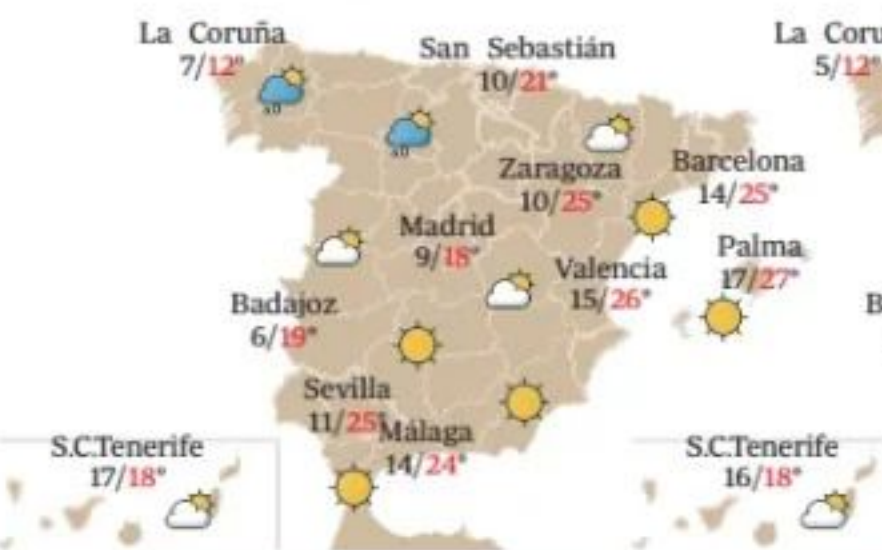 La Coruña
7/12°
San Sebastián
10/21°
La Coru
5/12°
Zaragoza
10/25°
Barcelona
14/25°
Madrid
9/18°
Palma
17/27°
Valencia
15/26°
Badajoz
6/19°
B
Sevilla
11/25°
Málaga
14/24°
S.C.Tenerife
17/18°
S.C.Tenerife
16/18°